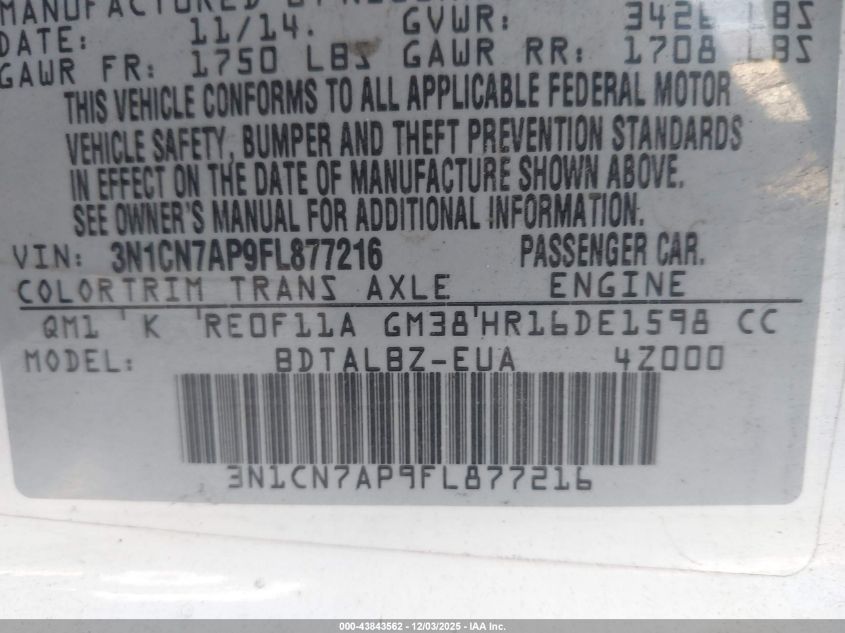 MANUFACTURED BY
DATE: 11/14. GVWR: 3426 LBS
GAWR FR: 1750 LBS GAWR RR: 1708 LBS
THIS VEHICLE CONFORMS TO ALL APPLICABLE FEDERAL MOTOR
VEHICLE SAFETY, BUMPER AND THEFT PREVENTION STANDARDS
IN EFFECT ON THE DATE OF MANUFACTURE SHOWN ABOVE.
SEE OWNER'S MANUAL FOR ADDITIONAL INFORMATION.
VIN: 3N1CN7AP9FL877216 PASSENGER CAR.
COLORTRIM TRANS AXLE ENGINE
QM1 ' K 'RE0F11A GM38'HR16DE1598 CC
MODEL: BDTALBZ-EUA 4Z000
3N1CN7AP9FL877216
000-43843562 • 12/03/2025 - IAA Inc.